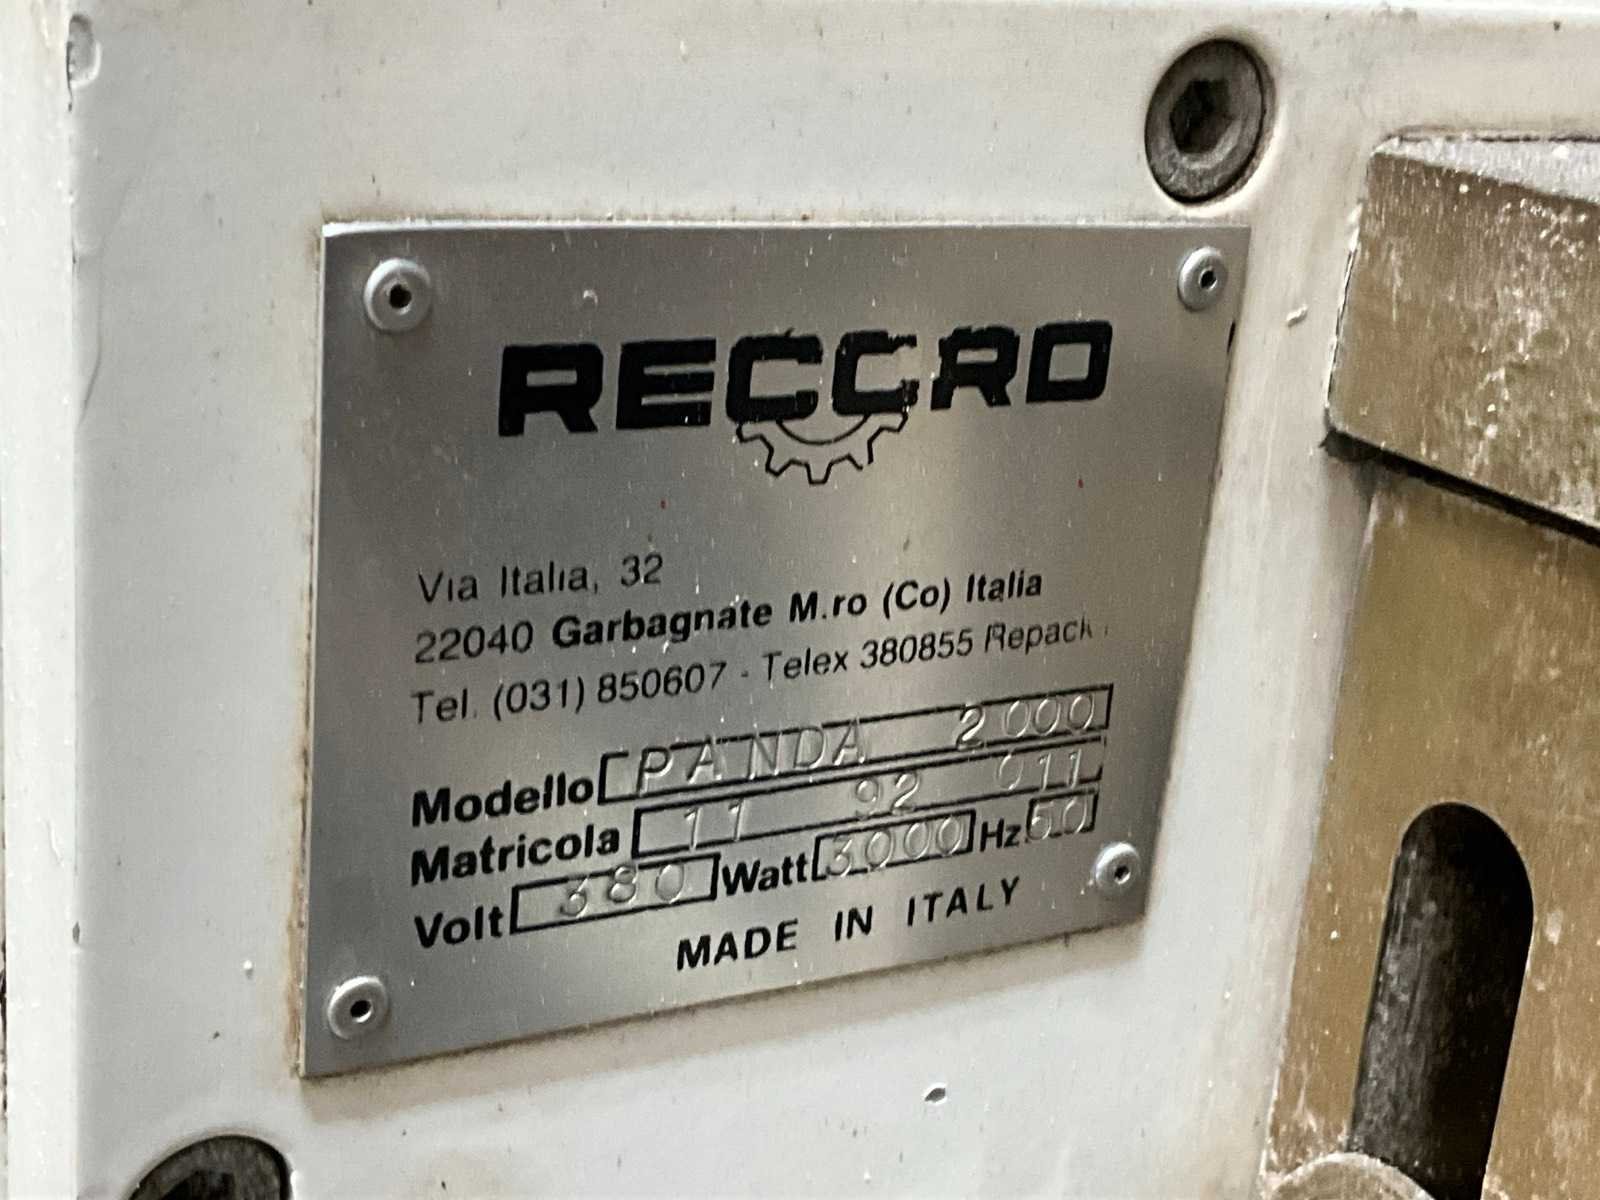 RECCRO
Via Italia, 32
22040 Garbagnate M.ro (Co) Italia
Tel. (031) 850607 - Telex 380855 Repack
Modello PANDA 2000
Matricola 11 92 011
Volt 380 Watt 3000 Hz 50
MADE IN ITALY